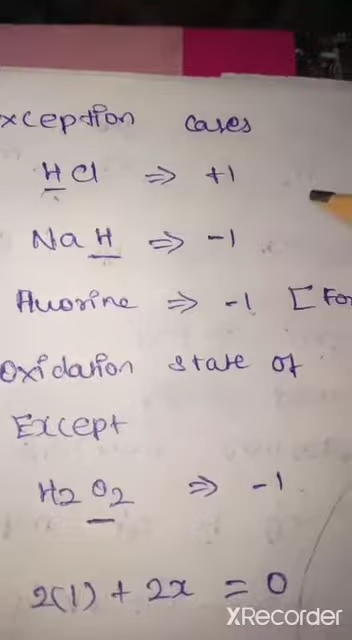 xception cases
HCl ⇒ +1
NaH ⇒ -1
Fluorine ⇒ -1 [For
Oxidation state of
Except
H2O2 ⇒ -1
2(1) + 2x = 0
XRecorder